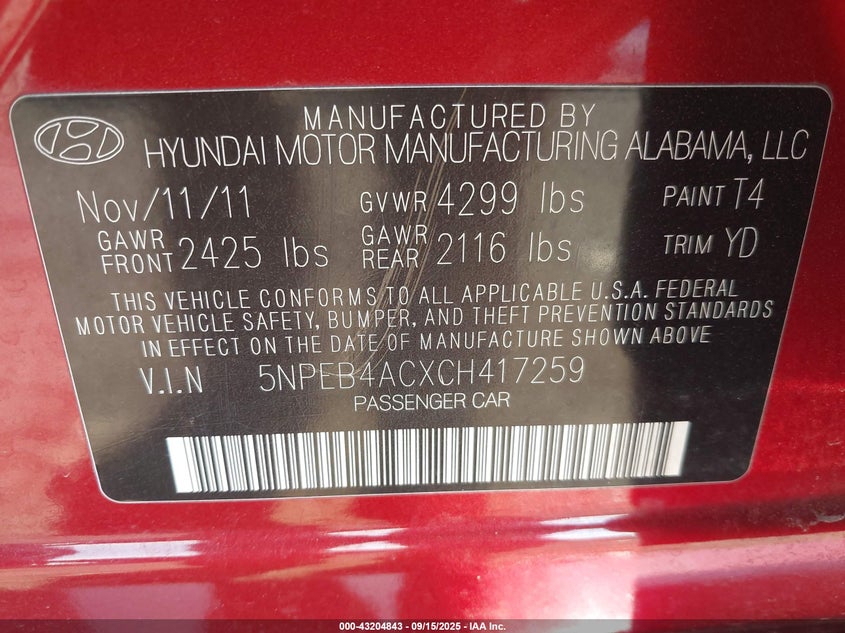 MANUFACTURED BY
HYUNDAI MOTOR MANUFACTURING ALABAMA, LLC
Nov/11/11 GVWR 4299 lbs PAINT T4
GAWR FRONT 2425 lbs GAWR REAR 2116 lbs TRIM YD
THIS VEHICLE CONFORMS TO ALL APPLICABLE U.S.A. FEDERAL
MOTOR VEHICLE SAFETY, BUMPER, AND THEFT PREVENTION STANDARDS
IN EFFECT ON THE DATE OF MANUFACTURE SHOWN ABOVE
V.I.N 5NPEB4ACXCH417259
PASSENGER CAR
000-43204843 - 09/15/2025 - IAA Inc.